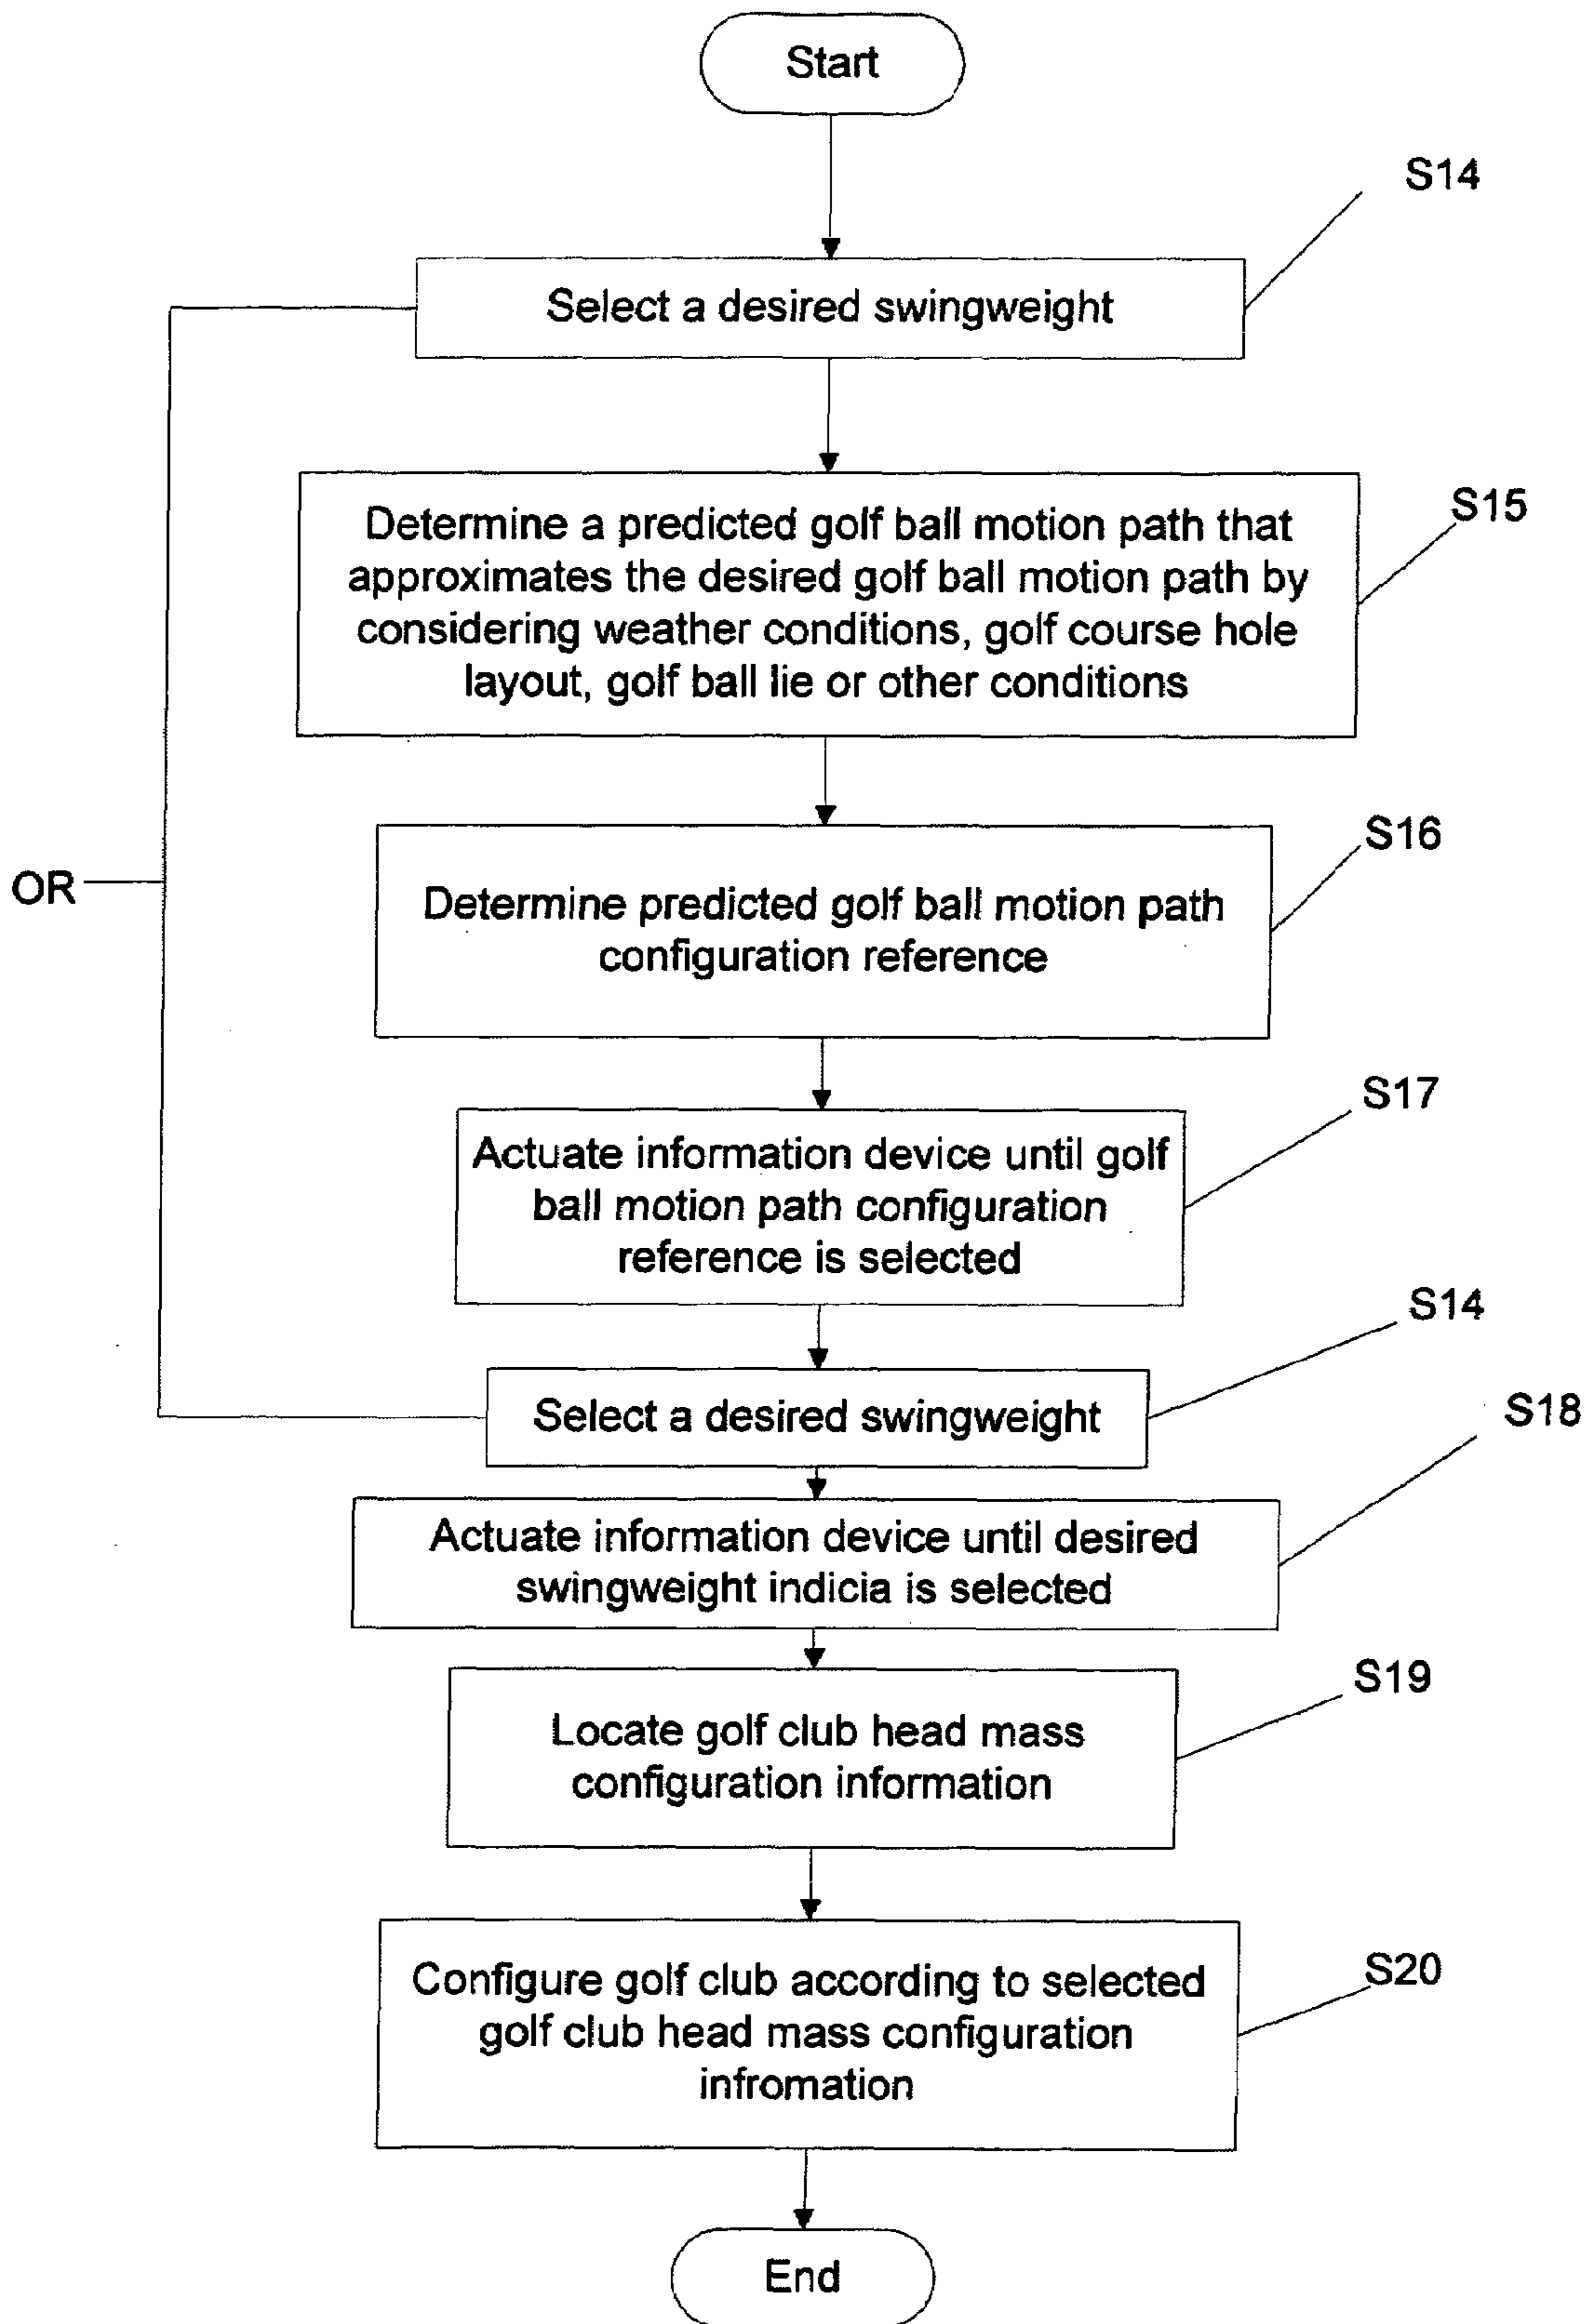 Start
S14
Select a desired swingweight
S15
Determine a predicted golf ball motion path that
approximates the desired golf ball motion path by
considering weather conditions, golf course hole
layout, golf ball lie or other conditions
S16
OR
Determine predicted golf ball motion path
configuration reference
S17
Actuate information device until golf
ball motion path configuration
reference is selected
S14
Select a desired swingweight
S18
Actuate information device until desired
swingweight indicia is selected
S19
Locate golf club head mass
configuration information
S20
Configure golf club according to selected
golf club head mass configuration
infromation
End